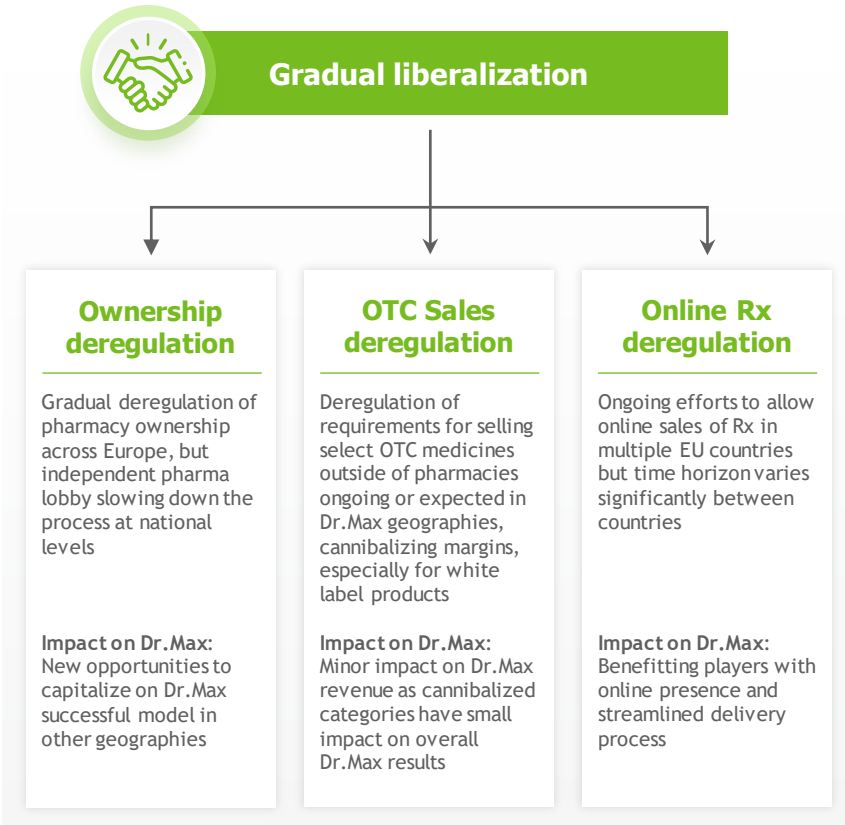 Gradual liberalization
Ownership
deregulation
Gradual deregulation of
pharmacy ownership
across Europe, but
independent pharma
lobby slowing down the
process at national
levels
Impact on Dr.Max:
New opportunities to
capitalize on Dr.Max
successful model in
other geographies
OTC Sales
deregulation
Deregulation of
requirements for selling
select OTC medicines
outside of pharmacies
ongoing or expected in
Dr.Max geographies,
cannibalizing margins,
especially for white
label products
Impact on Dr.Max:
Minor impact on Dr.Max
revenue as cannibalized
categories have small
impact on overall
Dr.Max results
Online Rx
deregulation
Ongoing efforts to allow
online sales of Rx in
multiple EU countries
but time horizon varies
significantly between
countries
Impact on Dr.Max:
Benefitting players with
online presence and
streamlined delivery
process